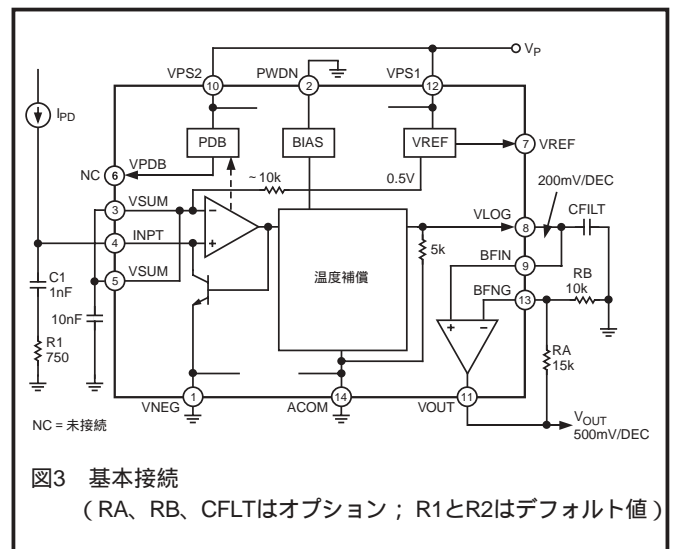 VP
VPS2
PWDN
VPS1
10
2
12
IPD
PDB
BIAS
VREF
7
VREF
VPDB
NC
6
~10k
0.5V
200mV/DEC
VSUM
3
VLOG
8
CFILT
INPT
4
5k
BFIN
9
VSUM
5
温度補償
BFNG
13
RB
10k
C1
1nF
10nF
R1
750
RA
15k
1
14
11
VNEG
ACOM
VOUT
VOUT
500mV/DEC
NC = 未接続
図3 基本接続
(RA、RB、CFLTはオプション; R1とR2はデフォルト値)